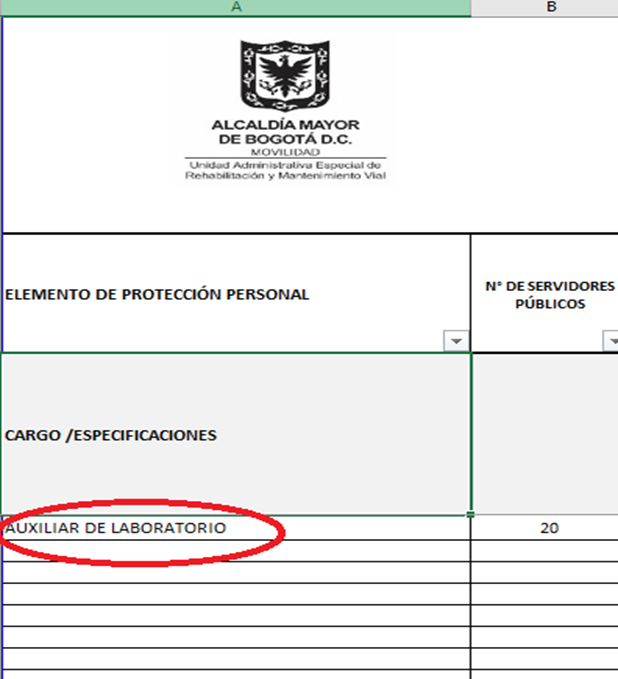 A B
ALCALDÍA MAYOR
DE BOGOTÁ D.C.
MOVILIDAD
Unidad Administrativa Especial de
Rehabilitación y Mantenimiento Vial
ELEMENTO DE PROTECCIÓN PERSONAL
N° DE SERVIDORES
PÚBLICOS
CARGO /ESPECIFICACIONES
AUXILIAR DE LABORATORIO 20